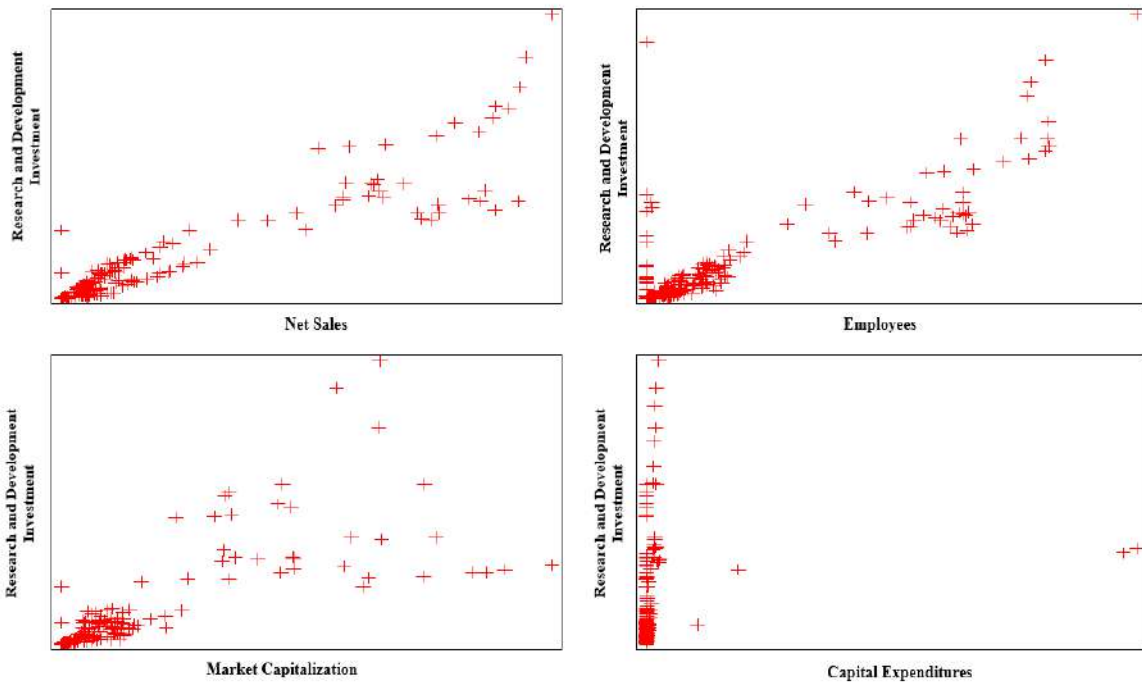 Research and Development
Investment
Net Sales
Research and Development
Investment
Employees
Research and Development
Investment
Market Capitalization
Research and Development
Investment
Capital Expenditures